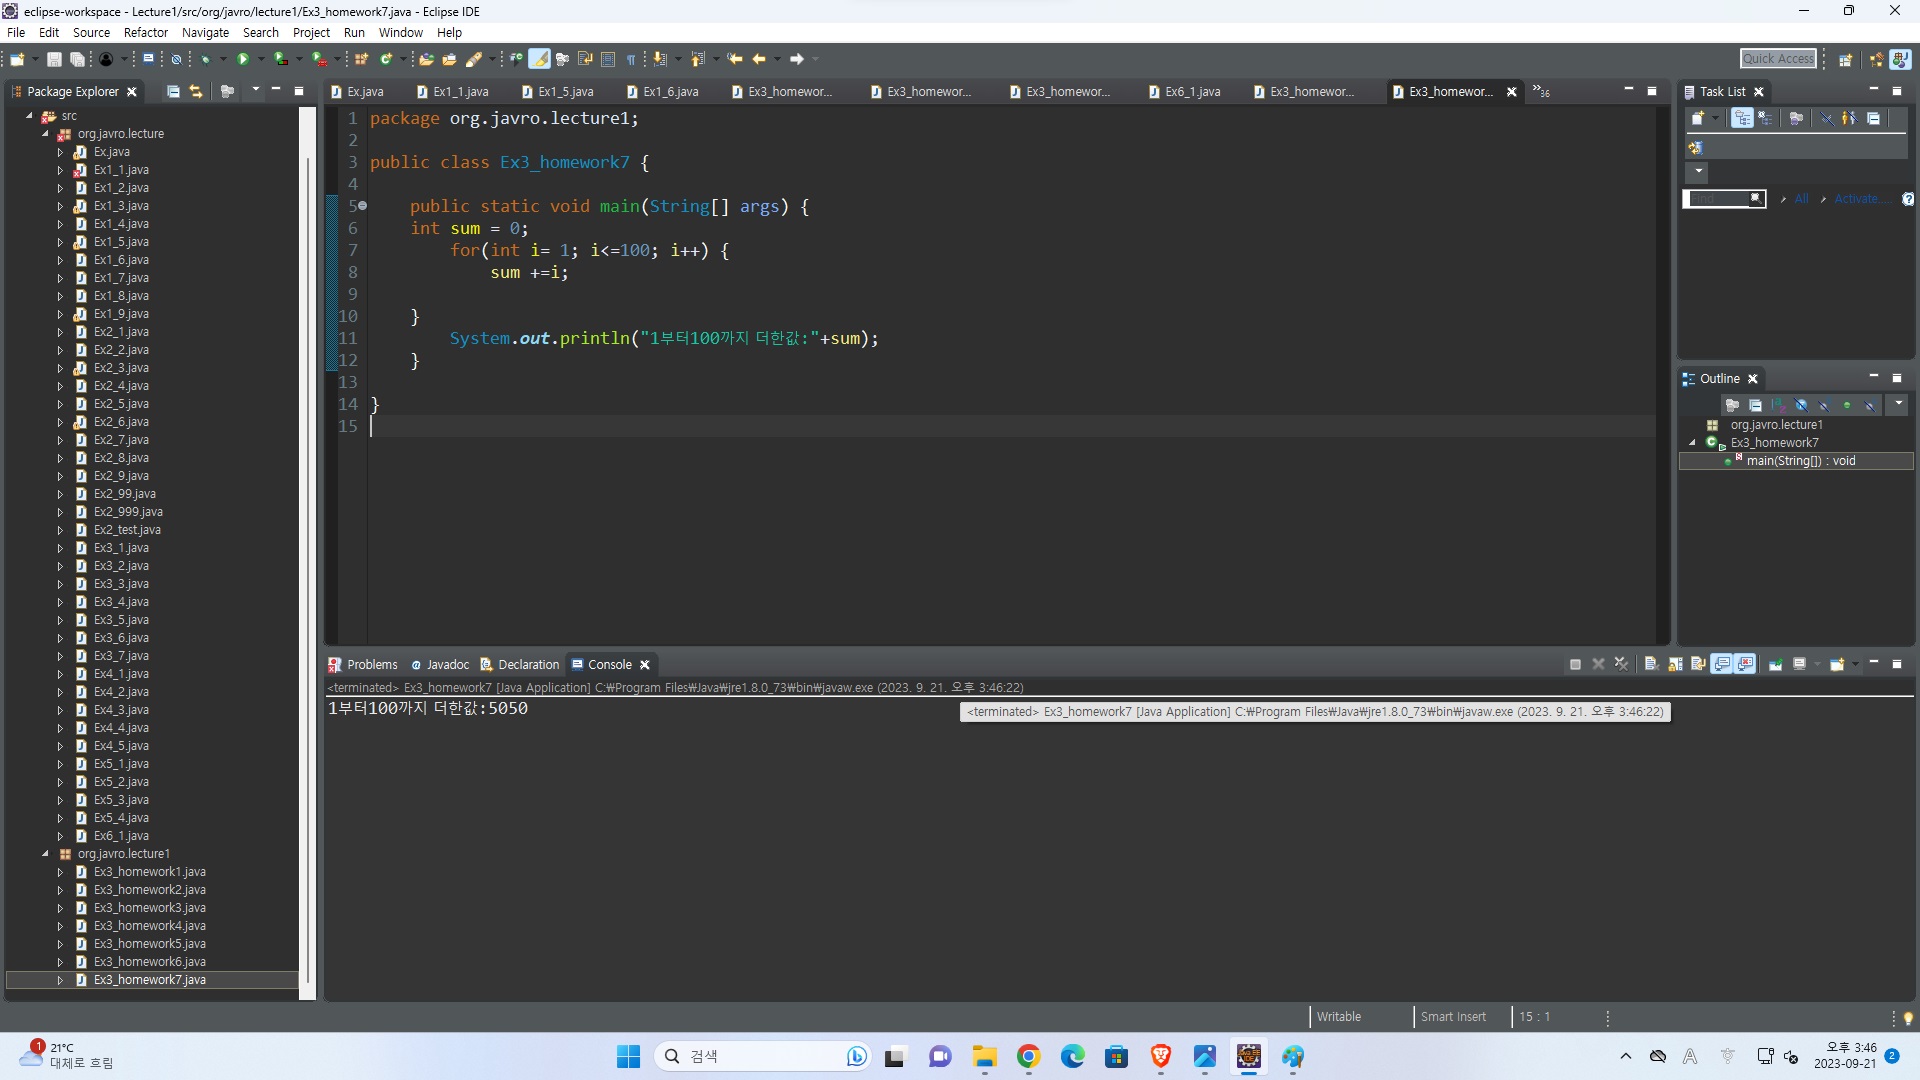 eclipse-workspace - Lecture1/src/org/javro/lecture1/Ex3_homework7.java - Eclipse IDE
File Edit Source Refactor Navigate Search Project Run Window Help
Quick Access
Package Explorer
src
org.javro.lecture
Ex.java
Ex1_1.java
Ex1_2.java
Ex1_3.java
Ex1_4.java
Ex1_5.java
Ex1_6.java
Ex1_7.java
Ex1_8.java
Ex1_9.java
Ex2_1.java
Ex2_2.java
Ex2_3.java
Ex2_4.java
Ex2_5.java
Ex2_6.java
Ex2_7.java
Ex2_8.java
Ex2_9.java
Ex2_99.java
Ex2_999.java
Ex2_test.java
Ex3_1.java
Ex3_2.java
Ex3_3.java
Ex3_4.java
Ex3_5.java
Ex3_6.java
Ex3_7.java
Ex4_1.java
Ex4_2.java
Ex4_3.java
Ex4_4.java
Ex4_5.java
Ex5_1.java
Ex5_2.java
Ex5_3.java
Ex5_4.java
Ex6_1.java
org.javro.lecture1
Ex3_homework1.java
Ex3_homework2.java
Ex3_homework3.java
Ex3_homework4.java
Ex3_homework5.java
Ex3_homework6.java
Ex3_homework7.java
Ex.java Ex1_1.java Ex1_5.java Ex1_6.java Ex3_homewor... Ex3_homewor... Ex3_homewor... Ex6_1.java Ex3_homewor... Ex3_homewor... »36
1 package org.javro.lecture1;
2
3 public class Ex3_homework7 {
4
5 public static void main(String[] args) {
6 int sum = 0;
7 for(int i= 1; i<=100; i++) {
8 sum +=i;
9
10 }
11 System.out.println("1부터100까지 더한값:"+sum);
12 }
13
14 }
15
Problems Javadoc Declaration Console
<terminated> Ex3_homework7 [Java Application] C:₩Program Files₩Java₩jre1.8.0_73₩bin₩javaw.exe (2023. 9. 21. 오후 3:46:22)
1부터100까지 더한값:5050
<terminated> Ex3_homework7 [Java Application] C:₩Program Files₩Java₩jre1.8.0_73₩bin₩javaw.exe (2023. 9. 21. 오후 3:46:22)
Task List
Find All Activate...
Outline
org.javro.lecture1
Ex3_homework7
main(String[]) : void
Writable Smart Insert 15 : 1
1 21°C
대체로 흐림
검색
오후 3:46
2023-09-21
2